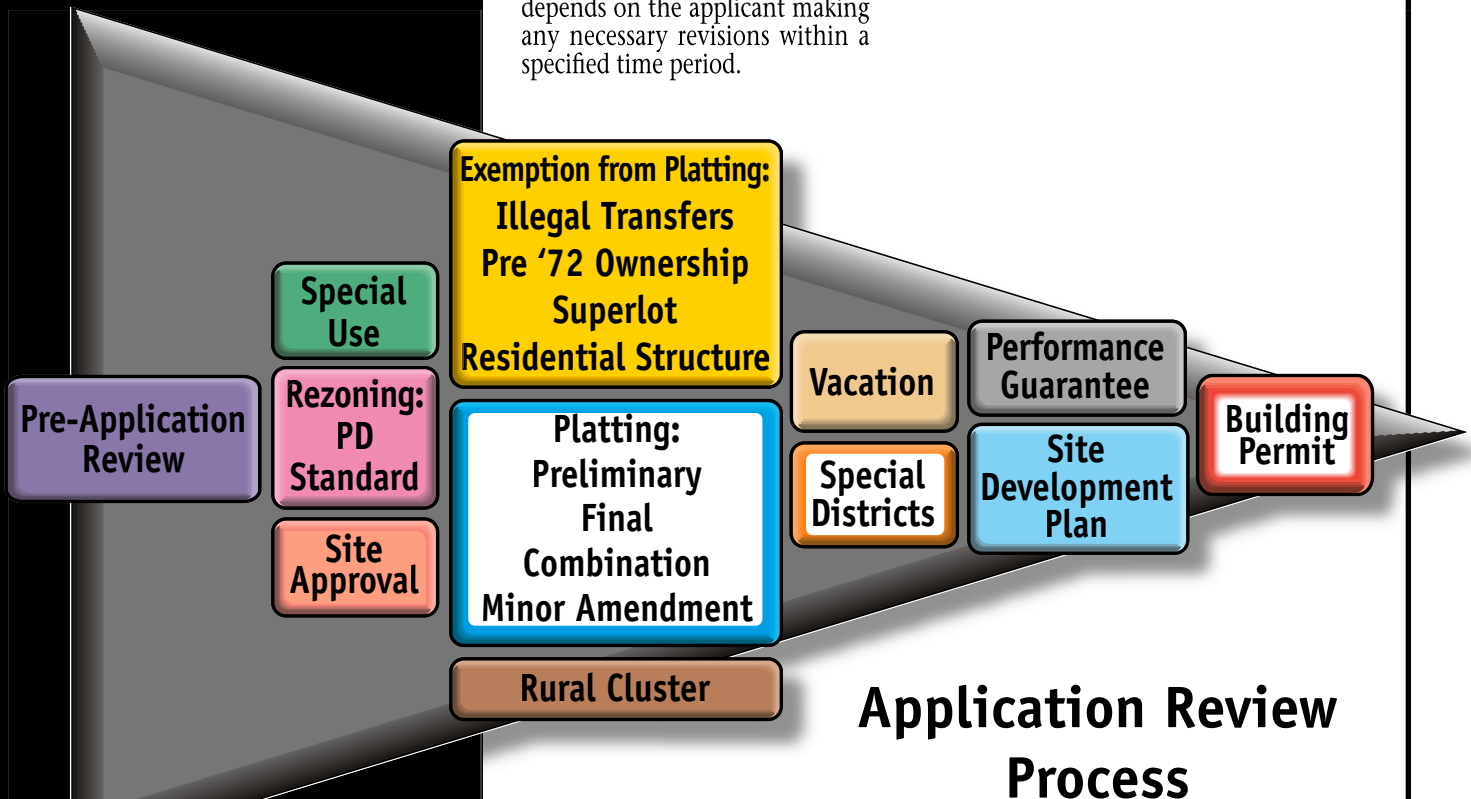 depends on the applicant making
any necessary revisions within a
specified time period.
Exemption from Platting:
Illegal Transfers
Pre ‘72 Ownership
Superlot
Residential Structure
Special
Use
Pre-Application
Review
Rezoning:
PD
Standard
Site
Approval
Platting:
Preliminary
Final
Combination
Minor Amendment
Rural Cluster
Vacation
Special
Districts
Performance
Guarantee
Site
Development
Plan
Building
Permit
Application Review
Process